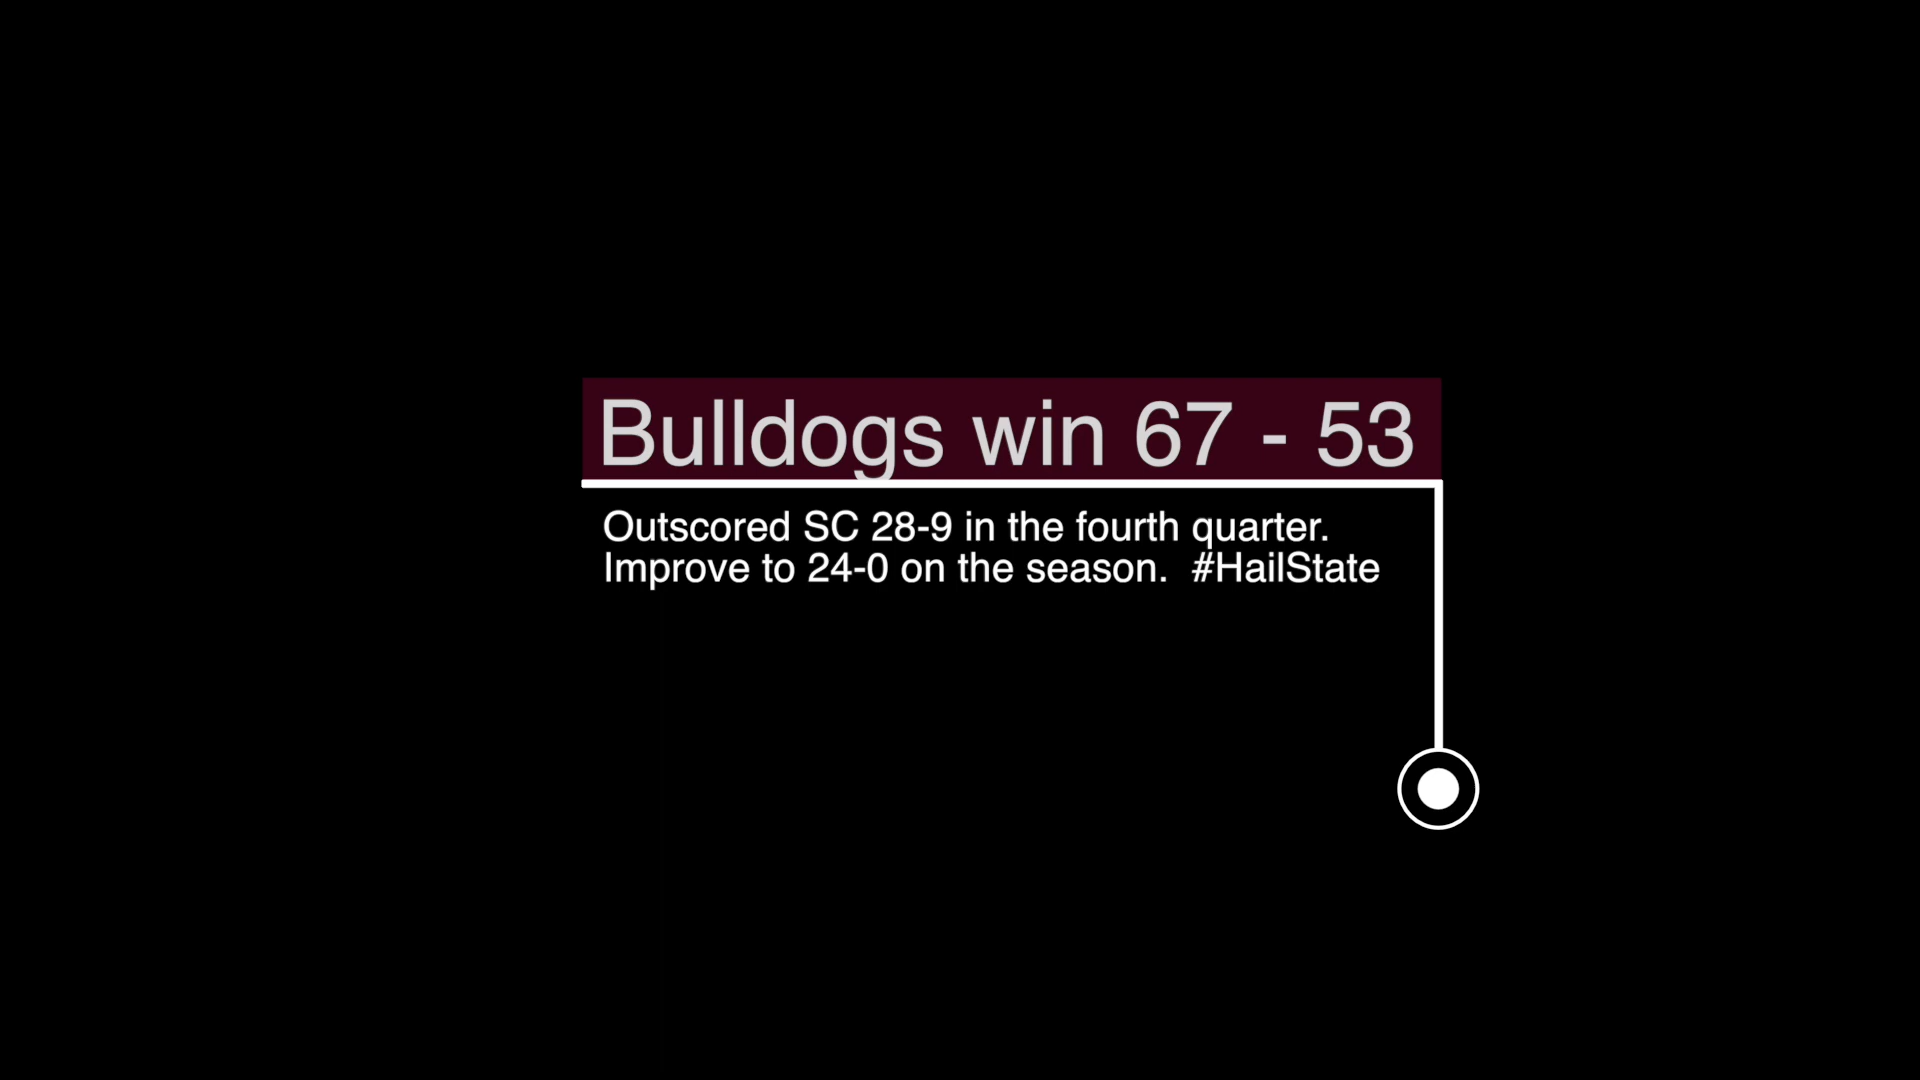 Bulldogs win 67 - 53
Outscored SC 28-9 in the fourth quarter.
Improve to 24-0 on the season.  #HailState